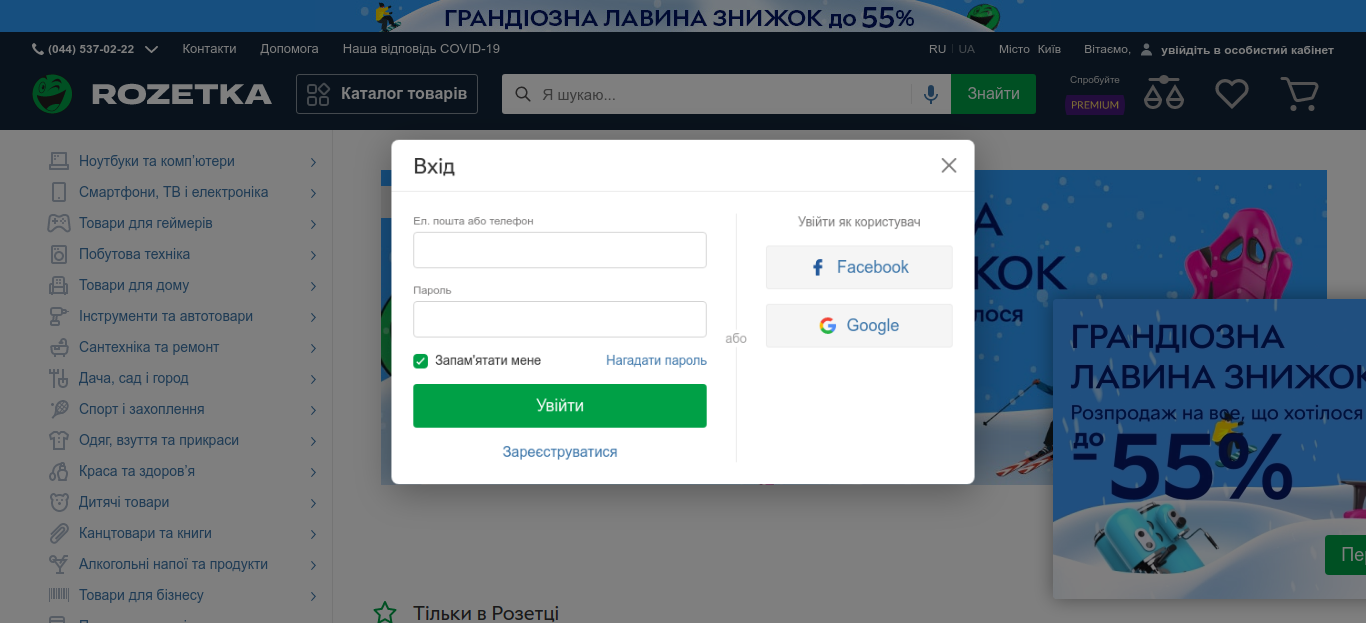 ГРАНДІОЗНА ЛАВИНА ЗНИЖОК до 55%
(044) 537-02-22 Контакти Допомога Наша відповідь COVID-19 RU UA Місто Київ Вітаємо, увійдіть в особистий кабінет
ROZETKA Каталог товарів Я шукаю... Знайти Спробуйте
PREMIUM
Вхід
Ноутбуки та комп’ютери
Смартфони, ТВ і електроніка
Товари для геймерів
Побутова техніка
Товари для дому
Інструменти та автотовари
Сантехніка та ремонт
Дача, сад і город
Спорт і захоплення
Одяг, взуття та прикраси
Краса та здоров’я
Дитячі товари
Канцтовари та книги
Алкогольні напої та продукти
Товари для бізнесу
Ел. пошта або телефон
Пароль
Запам'ятати мене Нагадати пароль
Увійти
Зареєструватися
або
Увійти як користувач
Facebook
Google
ГРАНДІОЗНА
ЛАВИНА ЗНИЖОК
Розпродаж на все, що хотілося
до 55%
Тільки в Розетці